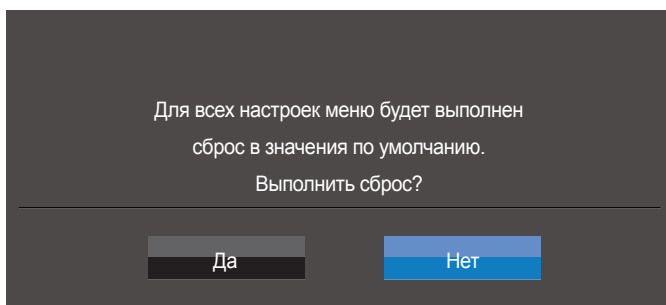 Для всех настроек меню будет выполнен
сброс в значения по умолчанию.
Выполнить сброс?
Да
Нет